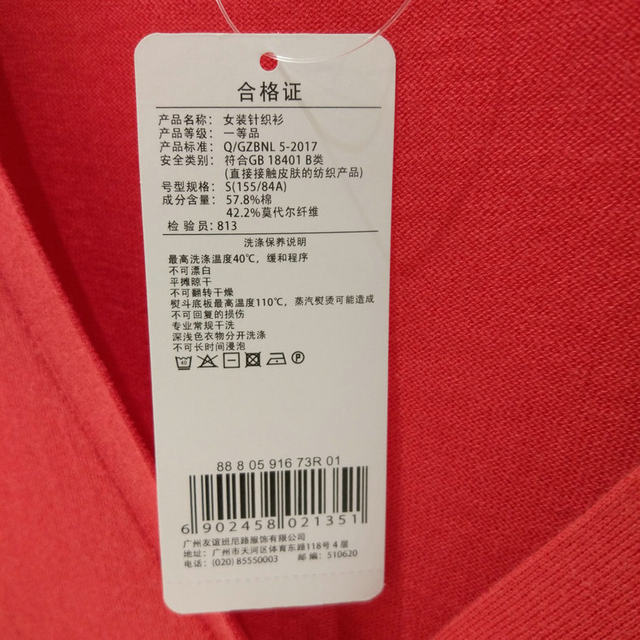 合格证
产品名称: 女装针织衫
产品等级: 一等品
产品标准: Q/GZBNL 5-2017
安全类别: 符合GB 18401 B类
(直接接触皮肤的纺织产品)
号型规格: S(155/84A)
成分含量: 57.8%棉
42.2%莫代尔纤维
检 验 员: 813
洗涤保养说明
最高洗涤温度40℃，缓和程序
不可漂白
平摊晾干
不可翻转干燥
熨斗底板最高温度110℃，蒸汽熨烫可能造成
不可回复的损伤
专业常规干洗
深浅色衣物分开洗涤
不可长时间浸泡
40 P
88 8 05 916 73R 01
6 902458 021351
广州友谊班尼路服饰有限公司
地址: 广州市天河区体育东路118号 4 层
电话: (020) 85550003 邮 编: 510620